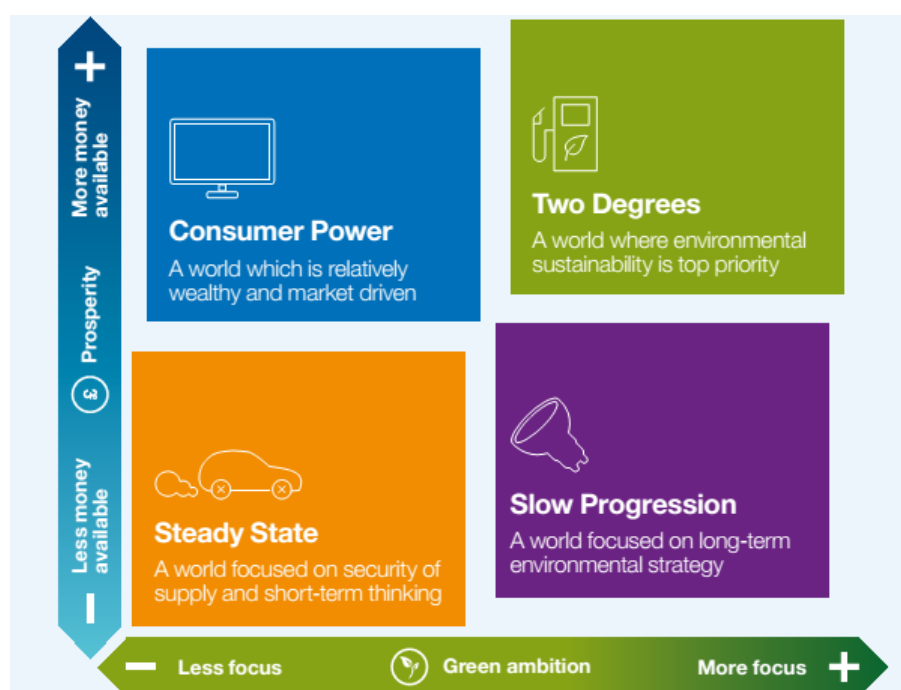 +
More money
available
Prosperity
£
Less money
available
−
Consumer Power
A world which is relatively
wealthy and market driven
Two Degrees
A world where environmental
sustainability is top priority
Steady State
A world focused on security of
supply and short-term thinking
Slow Progression
A world focused on long-term
environmental strategy
− Less focus
Green ambition
More focus +